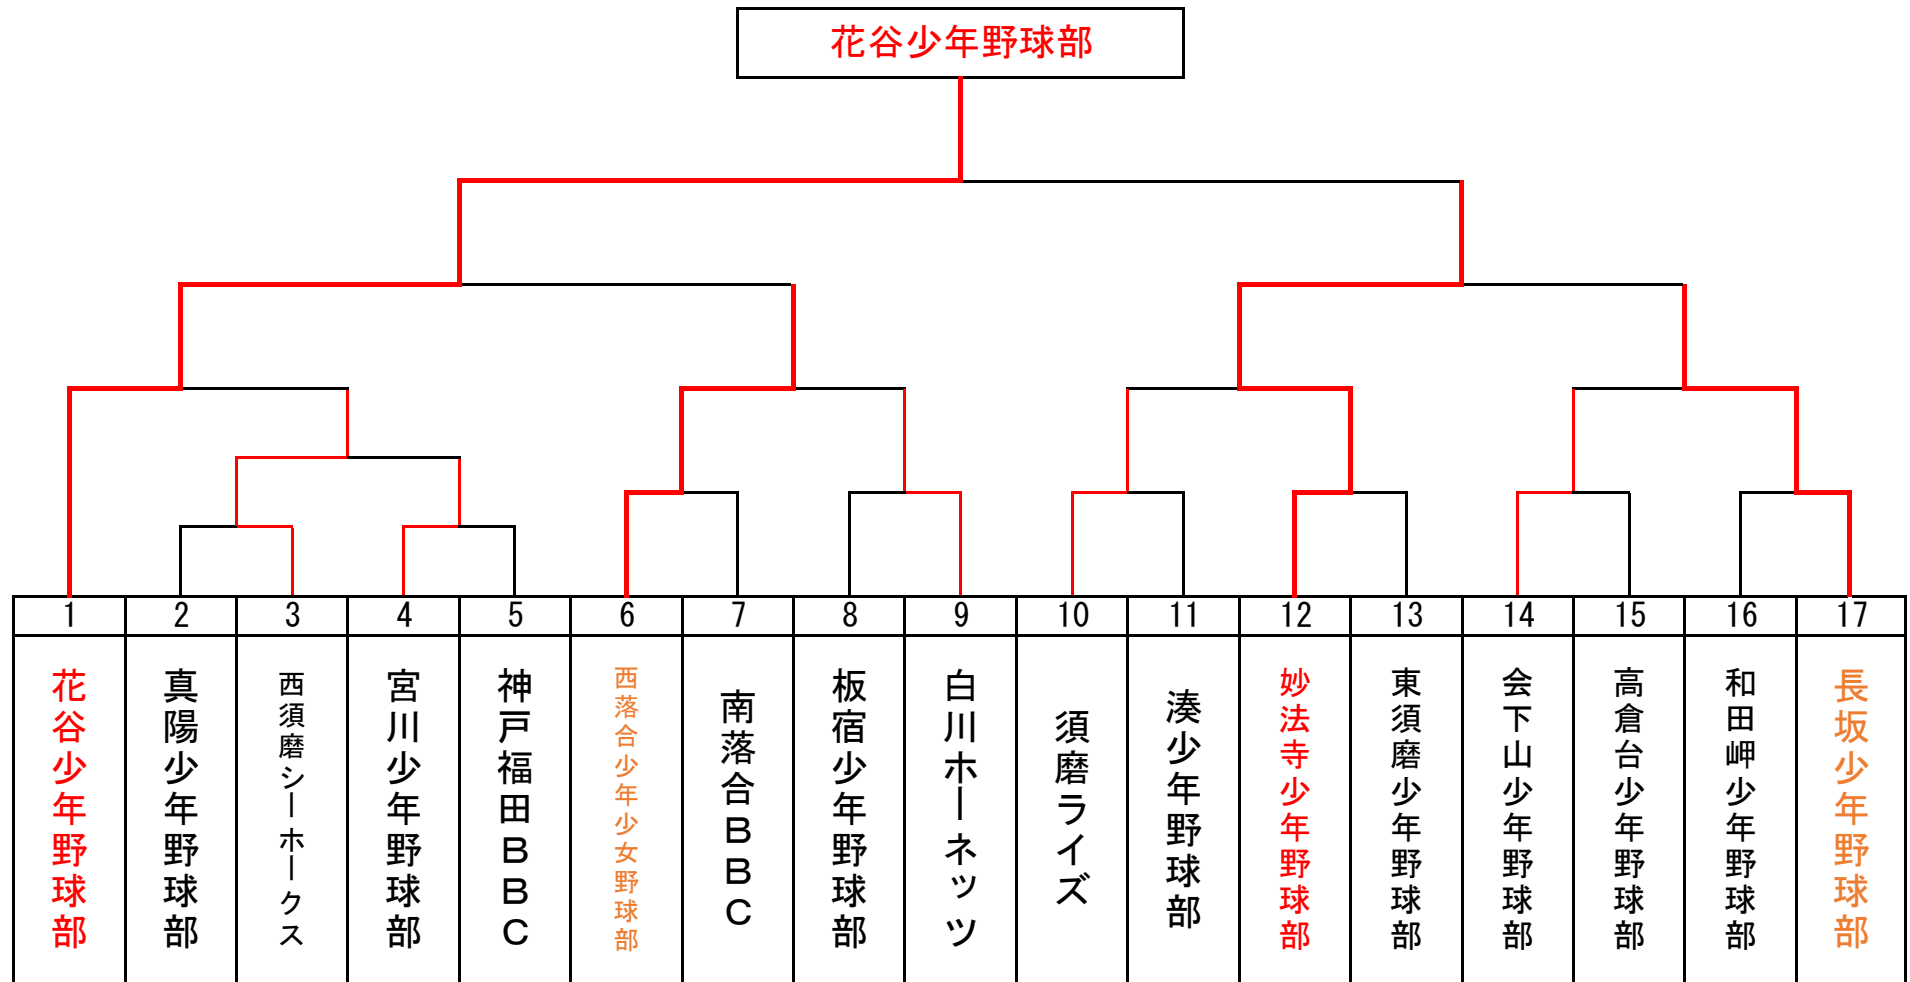 花谷少年野球部
1
2
3
4
5
6
7
8
9
10
11
12
13
14
15
16
17
花谷少年野球部
真陽少年野球部
西須磨シーホークス
宮川少年野球部
神戸福田ＢＢＣ
西落合少年少女野球部
南落合ＢＢＣ
板宿少年野球部
白川ホーネッツ
須磨ライズ
湊少年野球部
妙法寺少年野球部
東須磨少年野球部
会下山少年野球部
高倉台少年野球部
和田岬少年野球部
長坂少年野球部